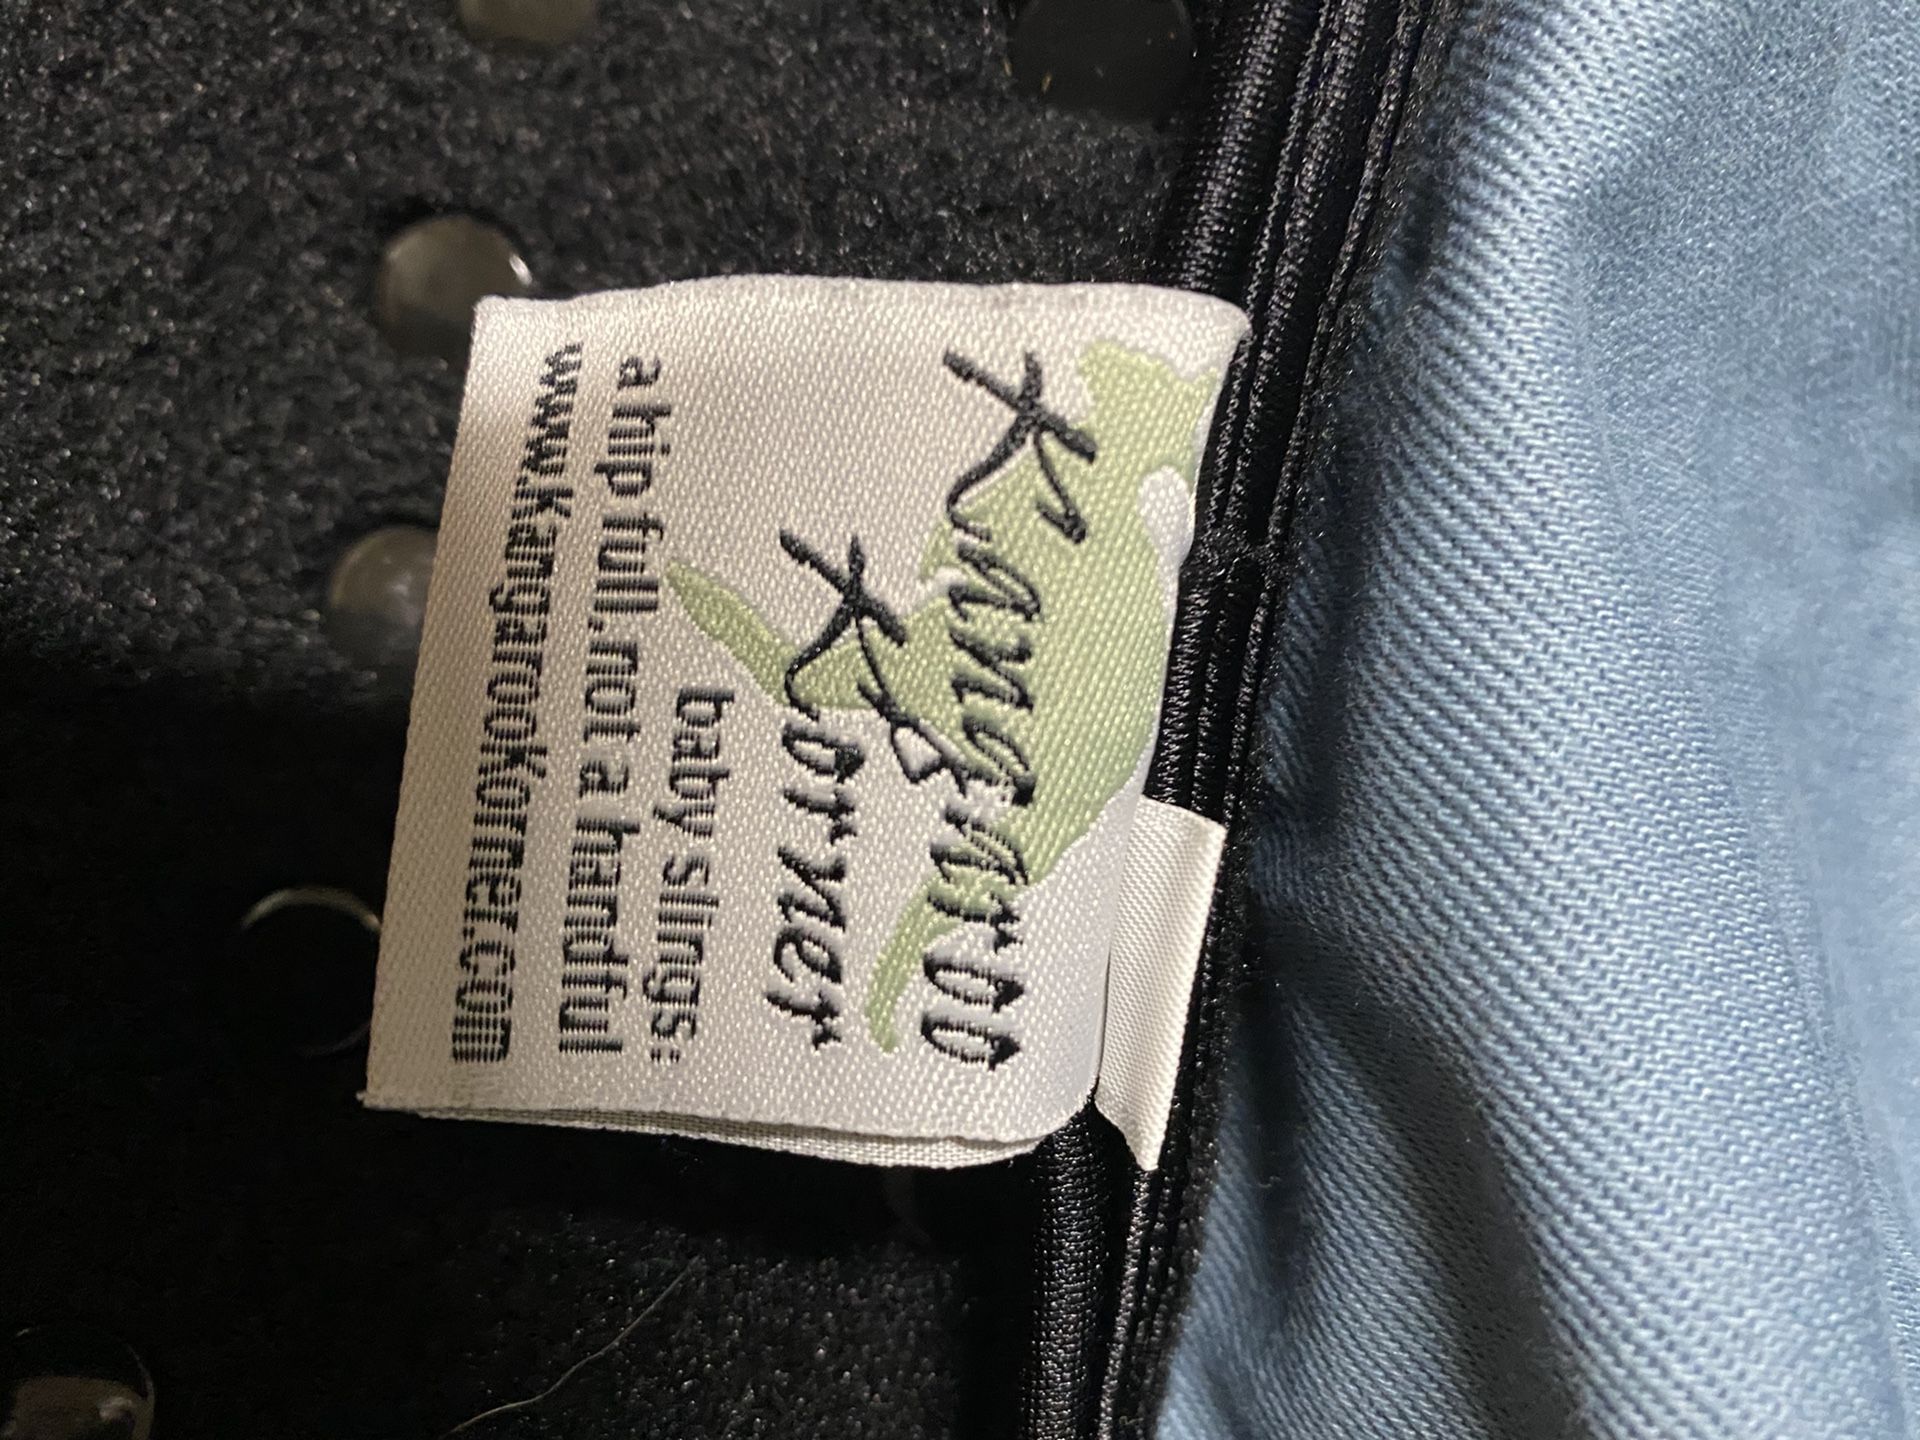 Kangaroo
Korner
baby slings:
a hip full, not a handful
www.kangarookorner.com